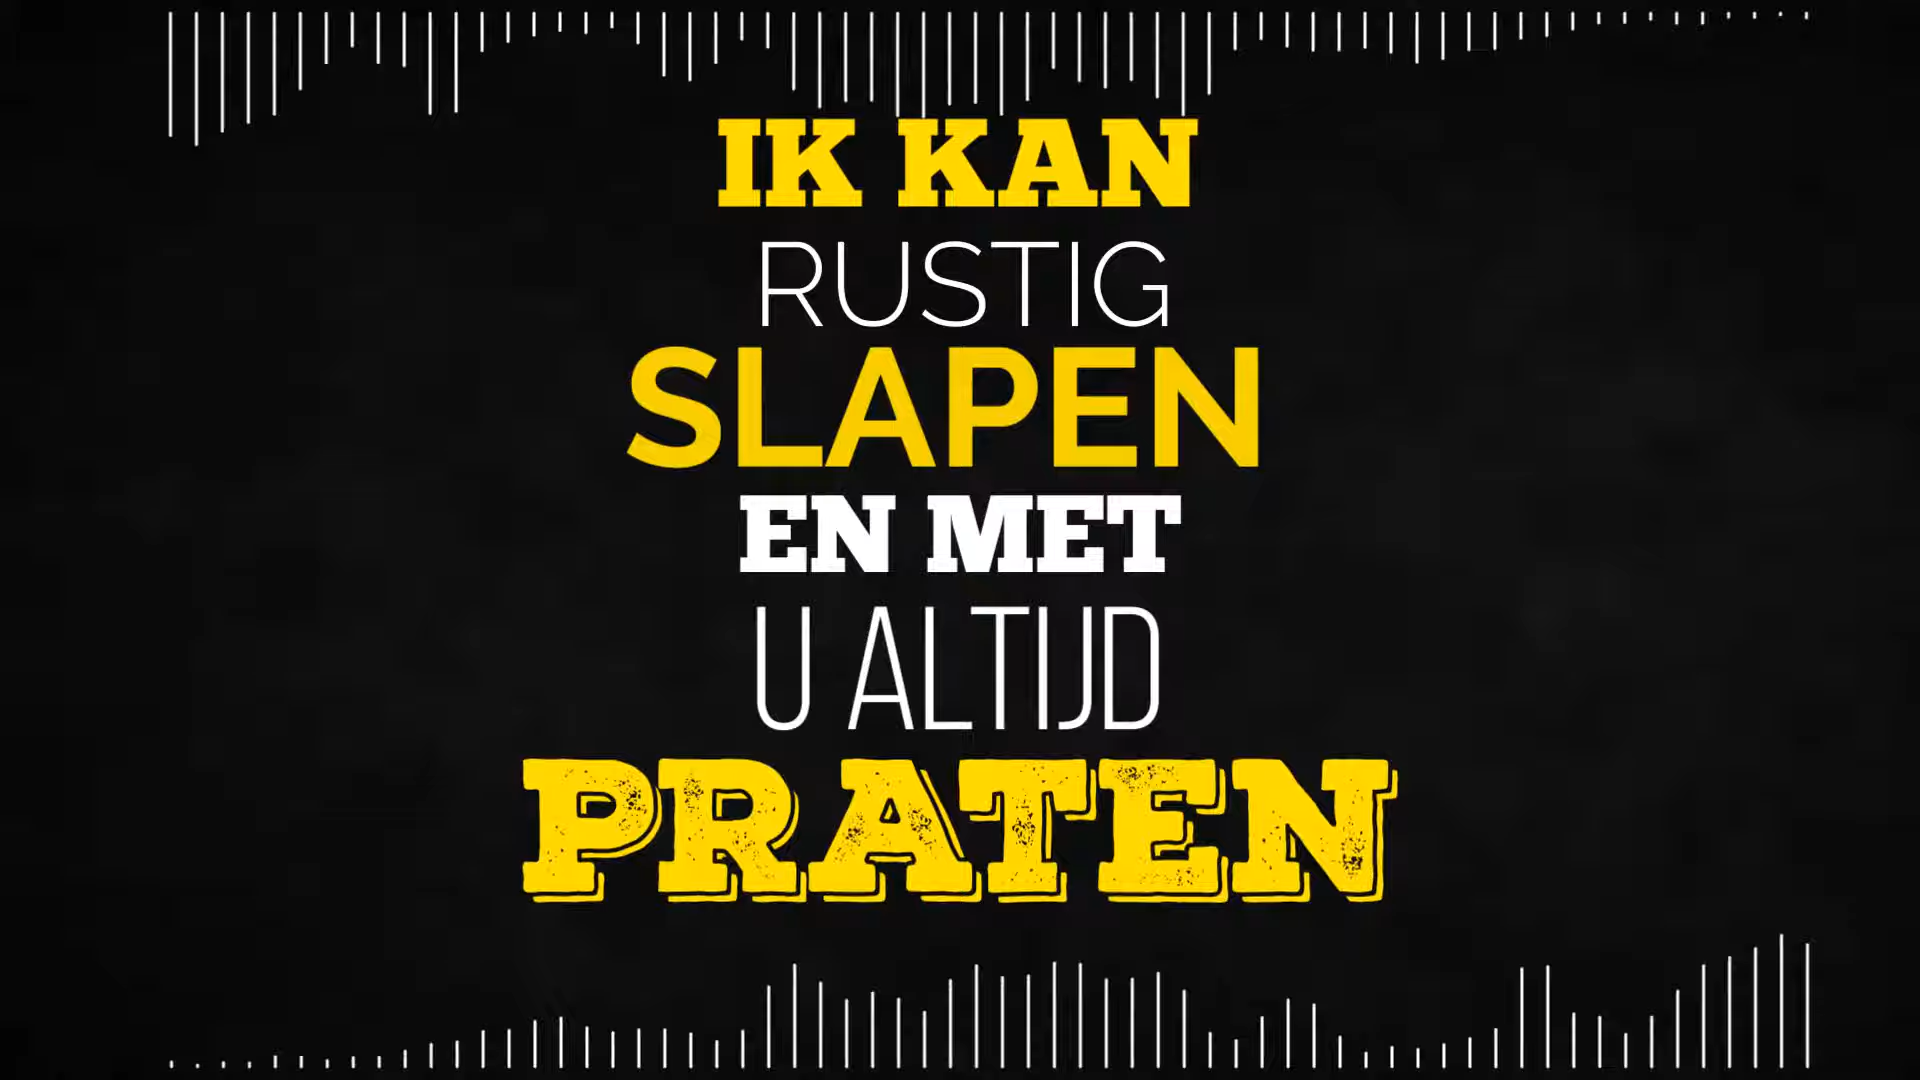 IK KAN
RUSTIG
SLAPEN
EN MET
U ALTIJD
PRATEN